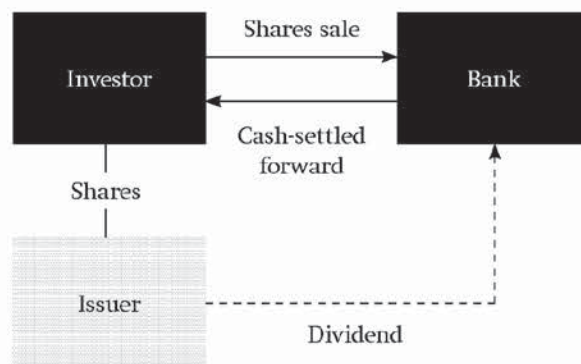 Shares sale
Investor
Bank
Cash-settled
forward
Shares
Issuer
Dividend